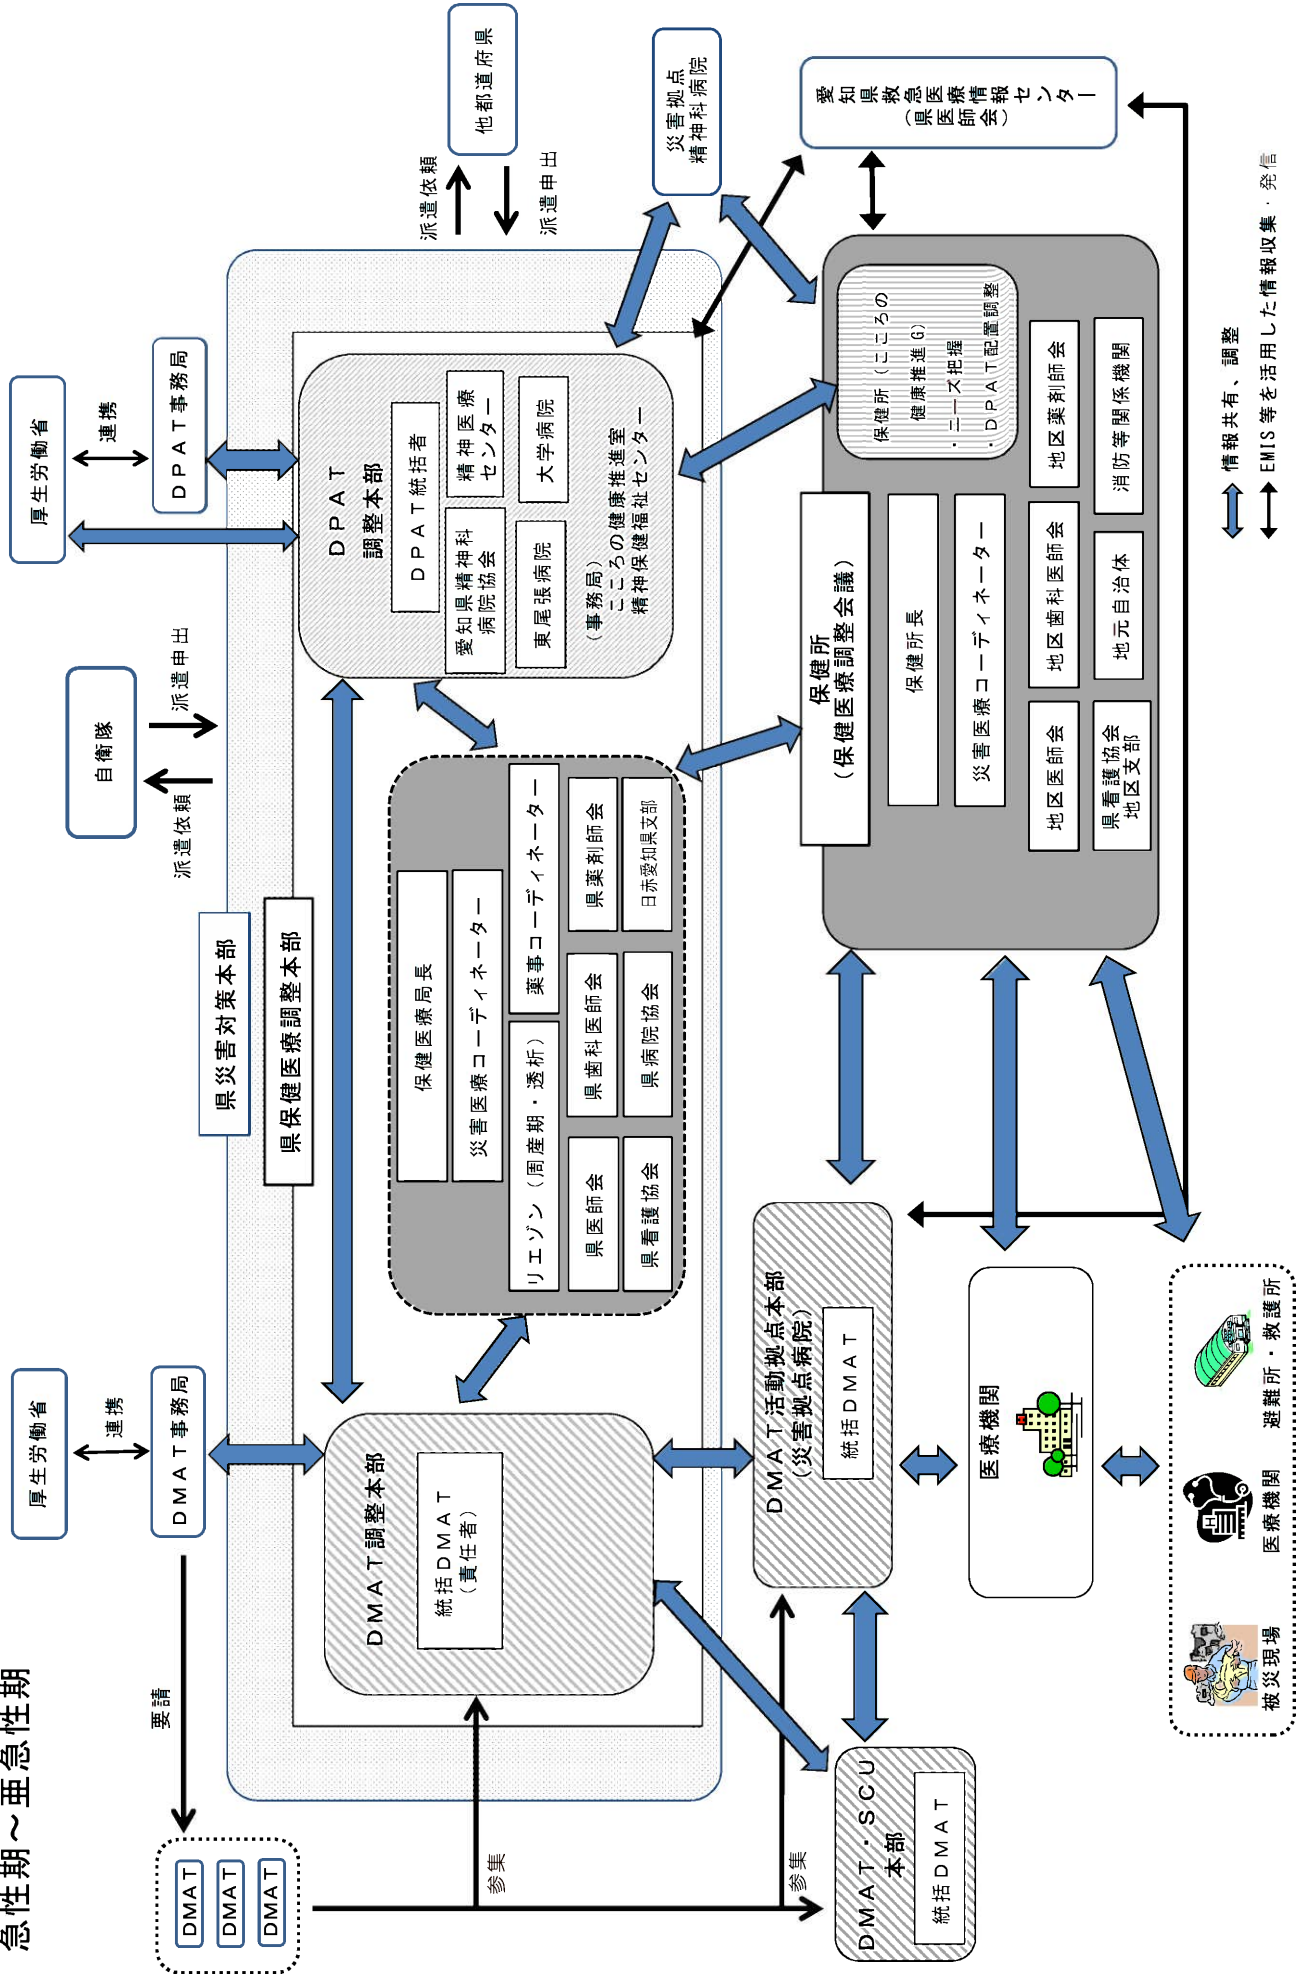 急性期～亜急性期
厚生労働省
連携
DMAT事務局
要請
DMAT
DMAT
DMAT
参集
参集
自衛隊
派遣依頼
派遣申出
厚生労働省
連携
DPAT事務局
他都道府県
派遣依頼
派遣申出
県災害対策本部
県保健医療調整本部
DMAT調整本部
統括DMAT
（責任者）
保健医療局長
災害医療コーディネーター
リエゾン（周産期・透析）
薬事コーディネーター
県医師会
県歯科医師会
県薬剤師会
県看護協会
県病院協会
日赤愛知県支部
DPAT
調整本部
DPAT統括者
愛知県精神科
病院協会
精神医療
センター
東尾張病院
大学病院
（事務局）
こころの健康推進室
精神保健福祉センター
災害拠点
精神科病院
愛知県救急医療情報センター
（県医師会）
DMAT・SCU
本部
統括DMAT
DMAT活動拠点本部
（災害拠点病院）
統括DMAT
医療機関
被災現場
医療機関
避難所・救護所
保健所
（保健医療調整会議）
保健所長
災害医療コーディネーター
地区医師会
地区歯科医師会
地区薬剤師会
県看護協会
地区支部
地元自治体
消防等関係機関
保健所（こころの
健康推進G）
・ニーズ把握
・DPAT配置調整
情報共有、調整
EMIS等を活用した情報収集・発信